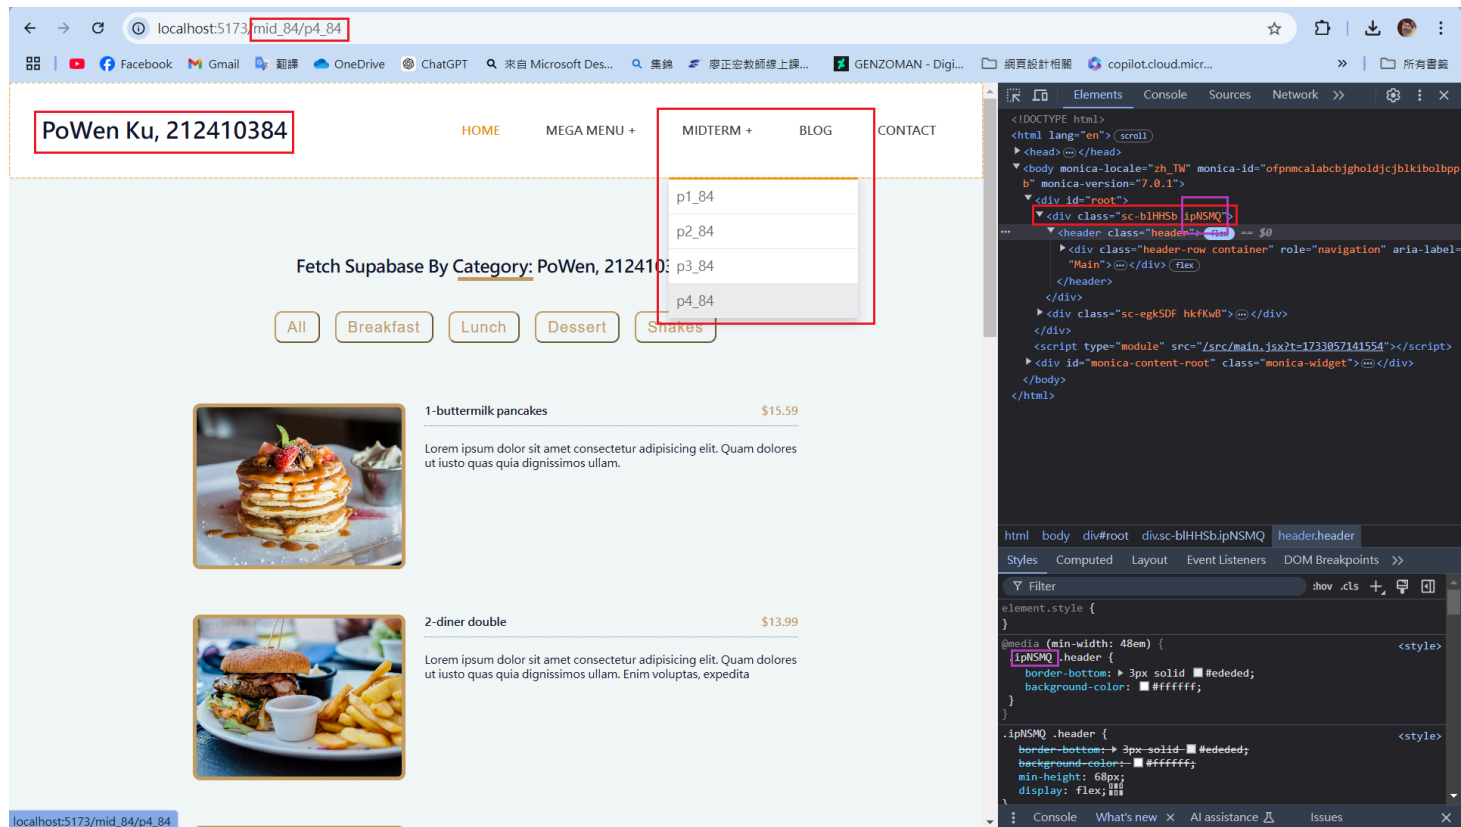 localhost:5173/mid_84/p4_84
Facebook
Gmail
翻譯
OneDrive
ChatGPT
來自 Microsoft Des...
集錦
廖正宏教師線上課...
GENZOMAN - Digi...
網頁設計相關
copilot.cloud.micr...
»
所有書籤
PoWen Ku, 212410384
HOME
MEGA MENU +
MIDTERM +
BLOG
CONTACT
p1_84
p2_84
p3_84
p4_84
Fetch Supabase By Category: PoWen, 2124103
All
Breakfast
Lunch
Dessert
Shakes
1-buttermilk pancakes
$15.59
Lorem ipsum dolor sit amet consectetur adipisicing elit. Quam dolores
ut iusto quas quia dignissimos ullam.
2-diner double
$13.99
Lorem ipsum dolor sit amet consectetur adipisicing elit. Quam dolores
ut iusto quas quia dignissimos ullam. Enim voluptas, expedita
localhost:5173/mid_84/p4_84
Elements
Console
Sources
Network
<!DOCTYPE html>
<html lang="en"> scroll
<head> ⋯ </head>
<body monica-locale="zh_TW" monica-id="ofpnmcalabcbjgholdjcjblkibolbpp
b" monica-version="7.0.1">
<div id="root">
<div class="sc-blHHSb ipNSMQ">
<header class="header"> flex == $0
<div class="header-row container" role="navigation" aria-label=
"Main"> ⋯ </div> flex
</header>
</div>
<div class="sc-egkSDF hkfKwB"> ⋯ </div>
</div>
<script type="module" src="/src/main.jsx?t=1733057141554"></script>
<div id="monica-content-root" class="monica-widget"> ⋯ </div>
</body>
</html>
html
body
div#root
div.sc-blHHSb.ipNSMQ
header.header
Styles
Computed
Layout
Event Listeners
DOM Breakpoints
Filter
:hov .cls
element.style {
}
@media (min-width: 48em) {
<style>
.ipNSMQ .header {
border-bottom: 3px solid #ededed;
background-color: #ffffff;
}
}
.ipNSMQ .header {
<style>
border-bottom: 3px solid #ededed;
background-color: #ffffff;
min-height: 68px;
display: flex;
}
Console
What's new
AI assistance
Issues